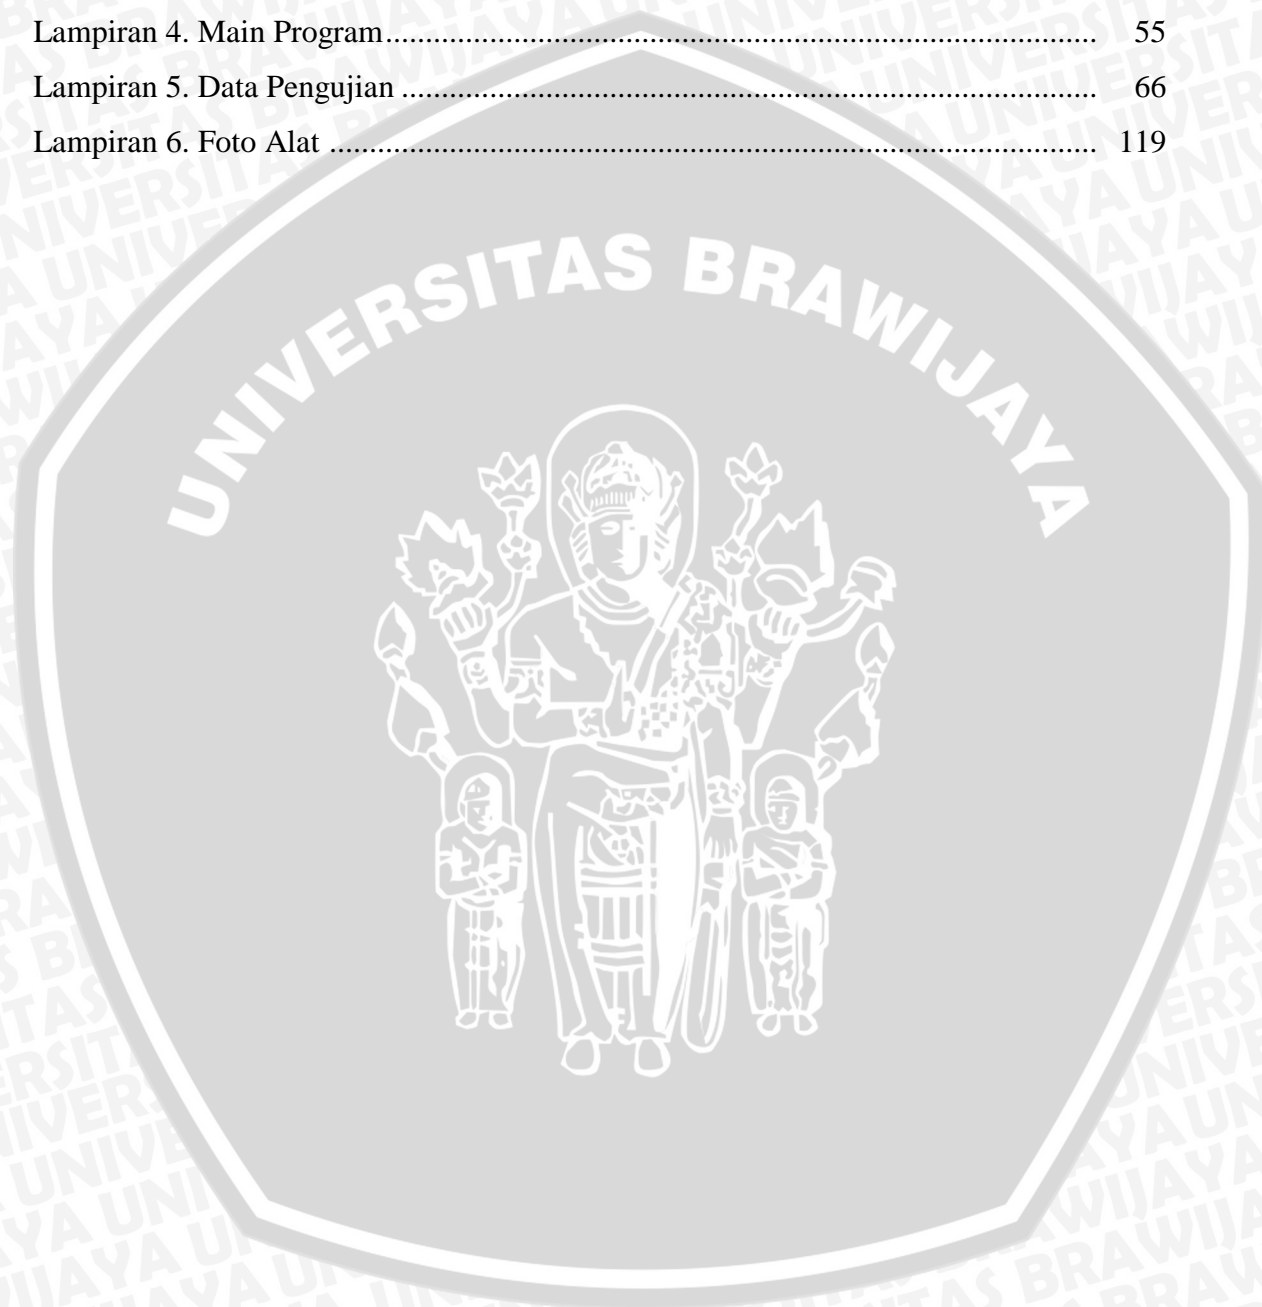 Lampiran 4. Main Program......................................................................................... 55
Lampiran 5. Data Pengujian ....................................................................................... 66
Lampiran 6. Foto Alat ................................................................................................ 119
UNIVERSITAS BRAWIJAYA